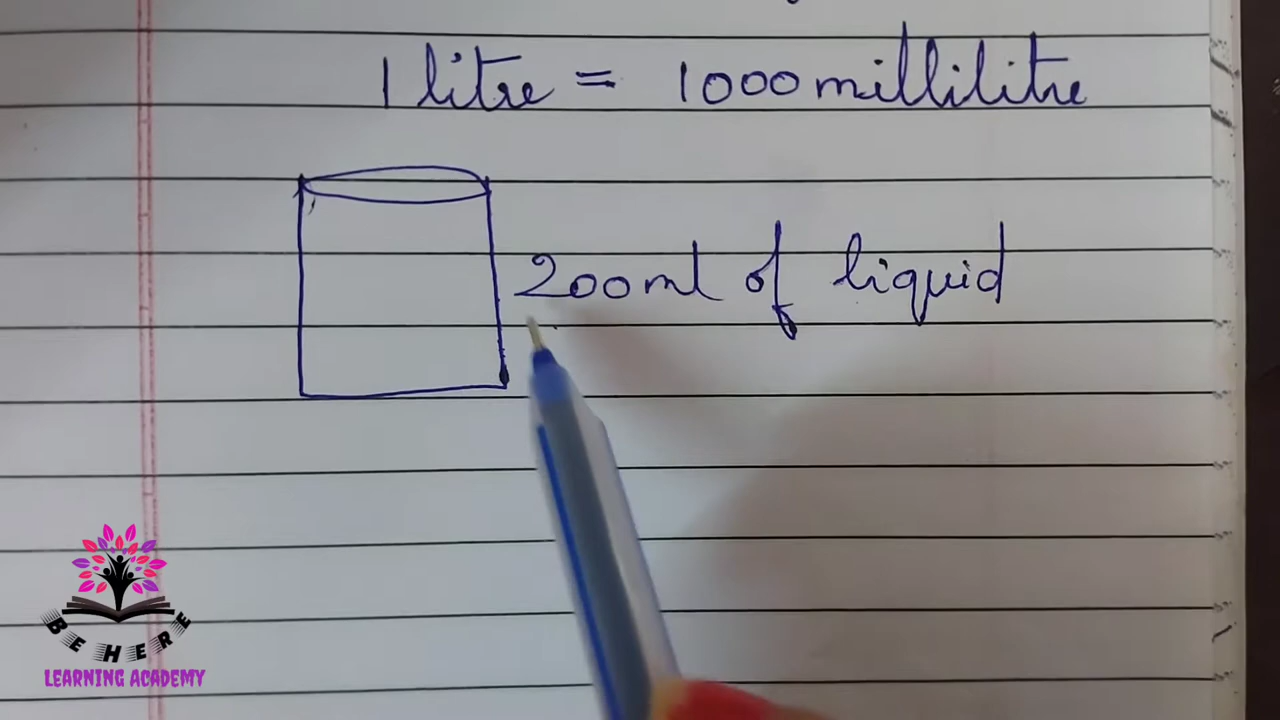 1 litre = 1000 millilitre
200ml of liquid
BE HERE
LEARNING ACADEMY